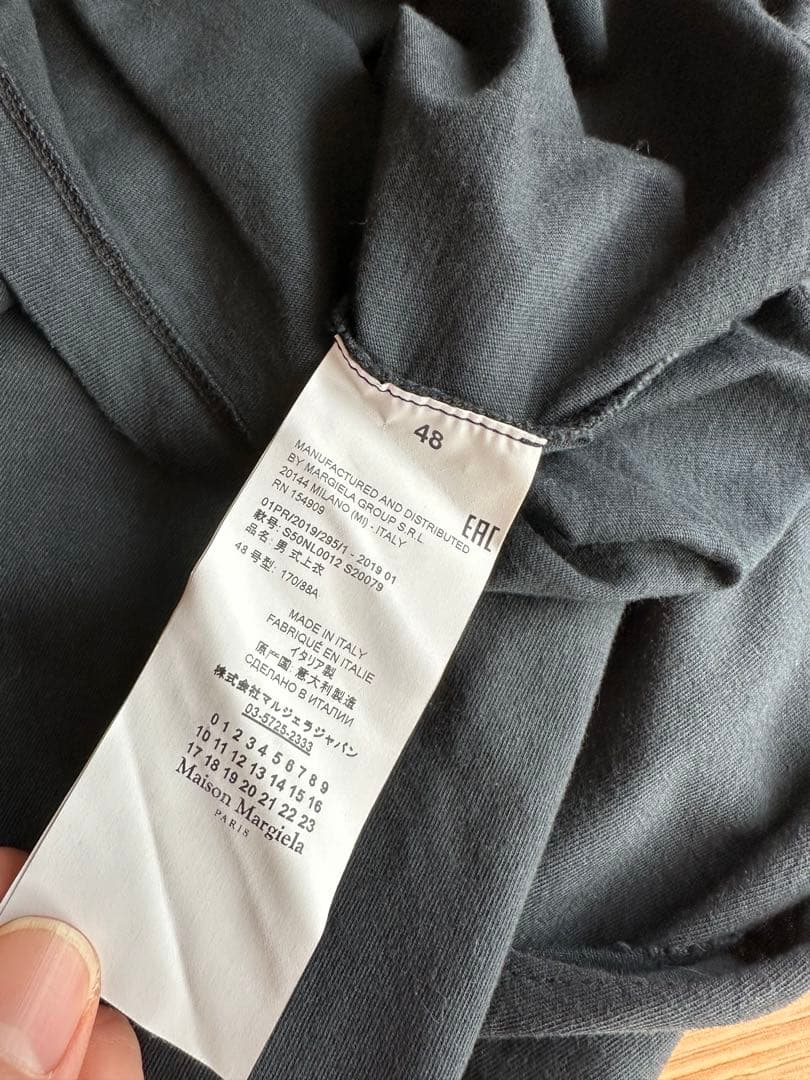 48
MANUFACTURED AND DISTRIBUTED
BY MARGIELA GROUP S.R.L
20144 MILANO (MI) - ITALY
RN 154909
EAC
01PR/2019/295/1 - 2019 01
款号: S50NL0012 S20079
品名: 男式上衣
48 号型: 170/88A
MADE IN ITALY
FABRIQUÉ EN ITALIE
イタリア製
原产国: 意大利製造
СДЕЛАНО В ИТАЛИИ
株式会社マルジェラジャパン
03-5725-2333
0 1 2 3 4 5 6 7 8 9
10 11 12 13 14 15 16
17 18 19 20 21 22 23
Maison Margiela
PARIS